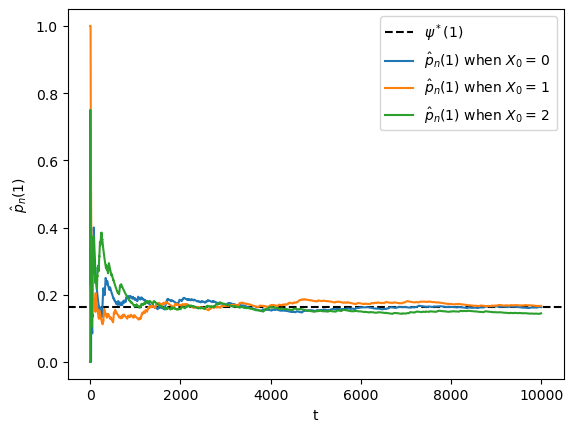 1.0
0.8
0.6
0.4
0.2
0.0
p̂ₙ(1)
ψ*(1)
p̂ₙ(1) when X₀ = 0
p̂ₙ(1) when X₀ = 1
p̂ₙ(1) when X₀ = 2
0 2000 4000 6000 8000 10000
t